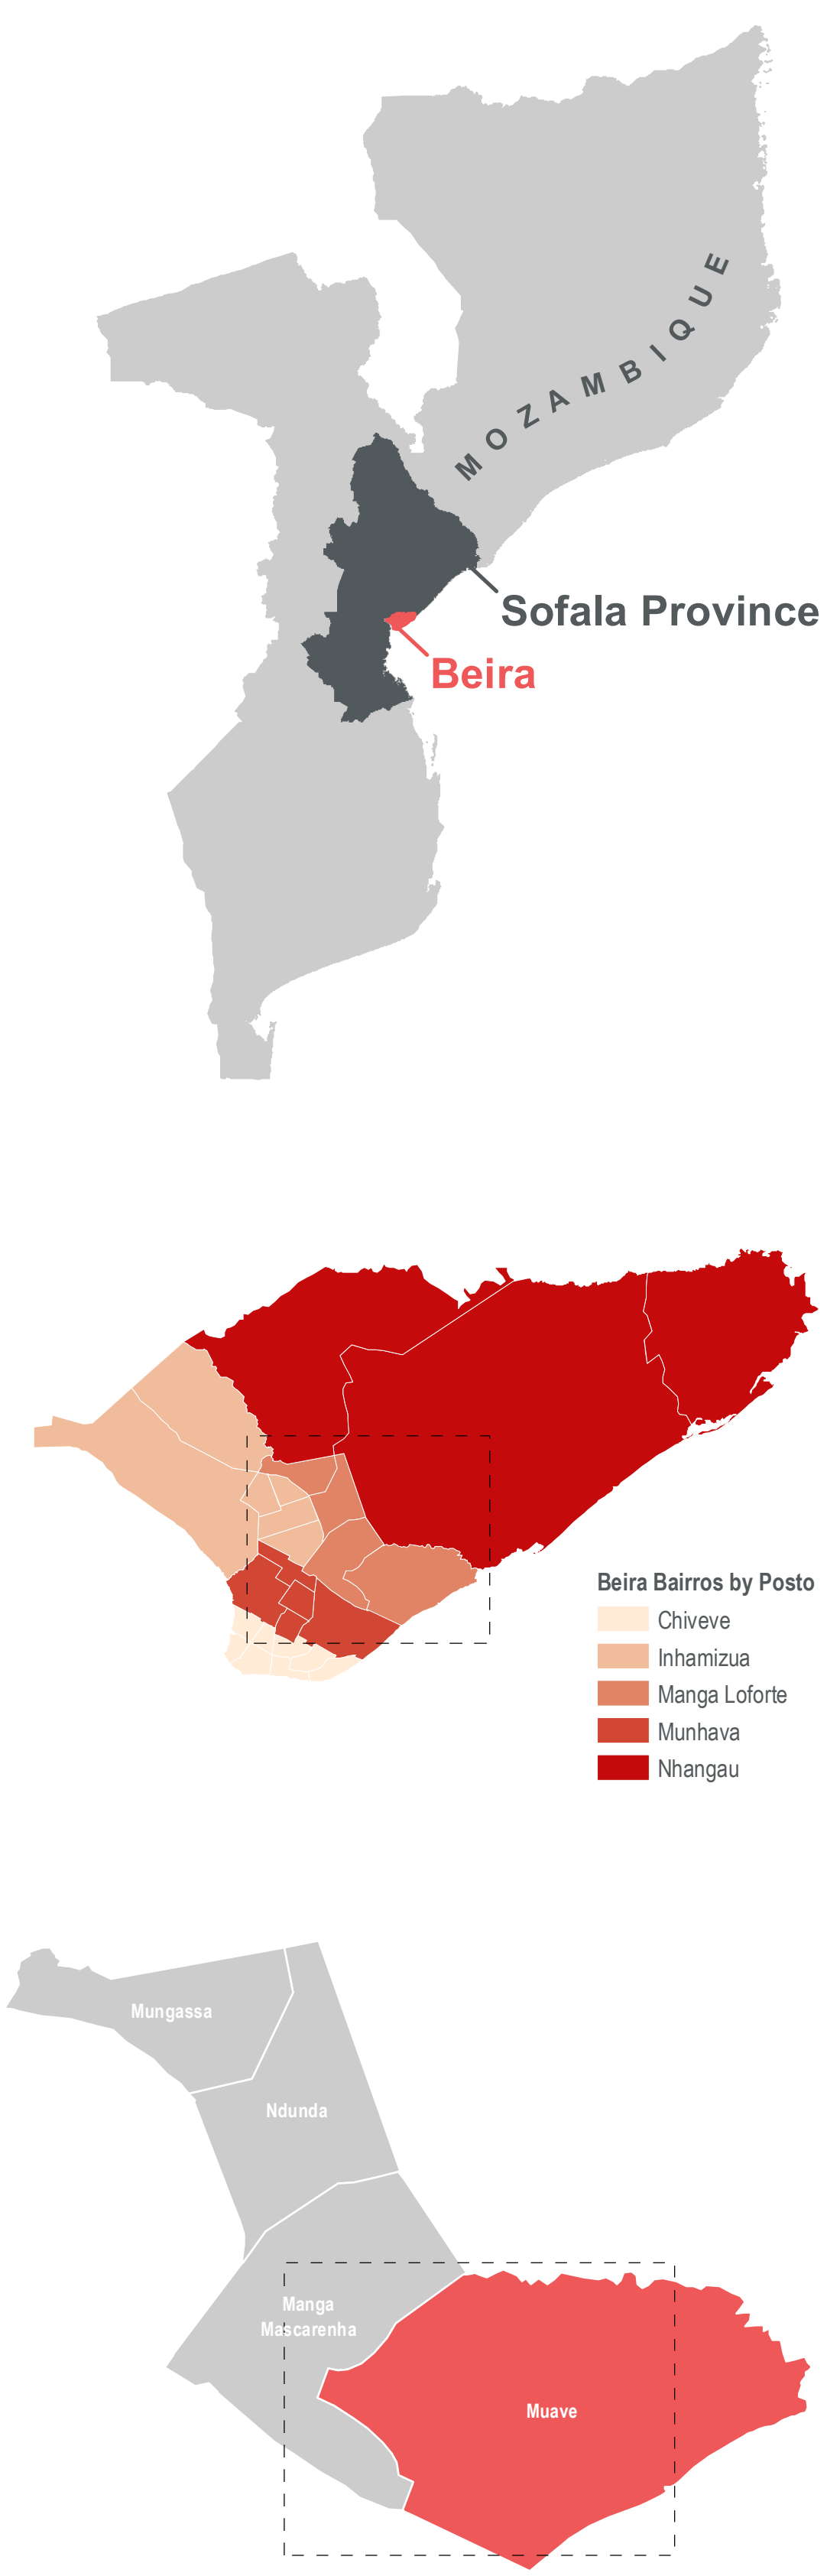 MOZAMBIQUE
Sofala Province
Beira
Beira Bairros by Posto
Chiveve
Inhamizua
Manga Loforte
Munhava
Nhangau
Mungassa
Ndunda
Manga
Mascarenha
Muave